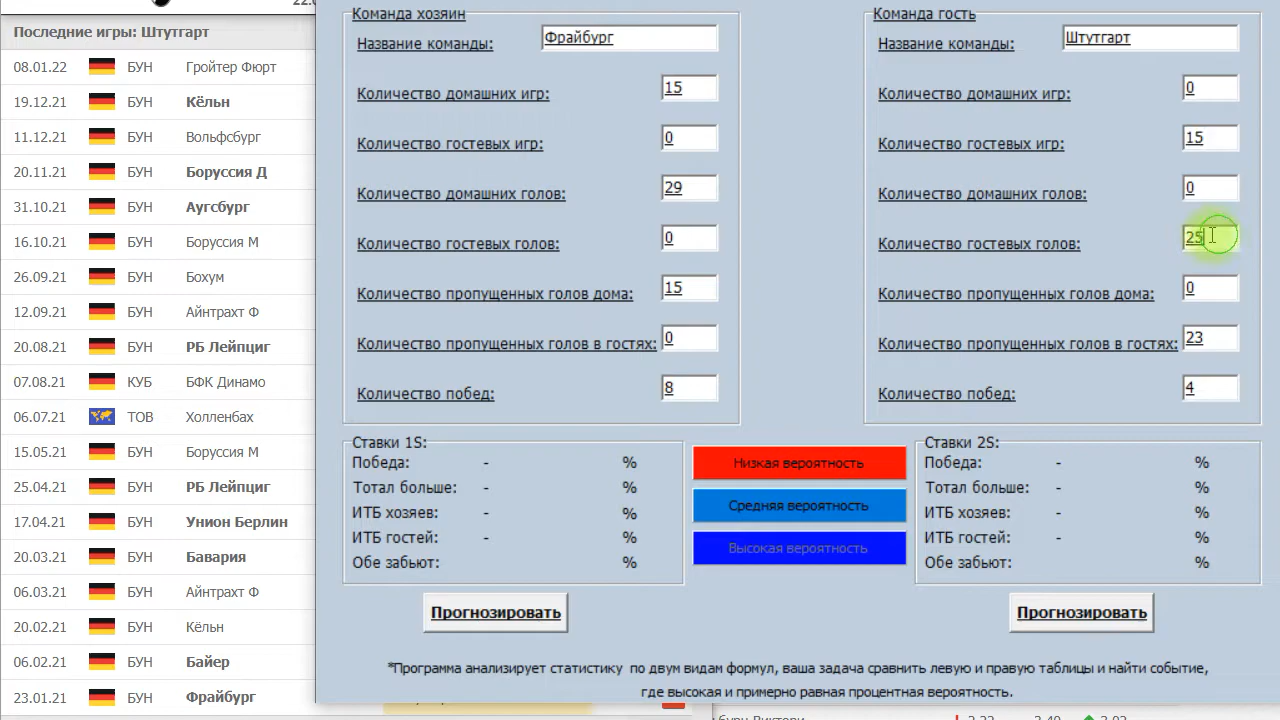 22.0
Последние игры: Штутгарт
08.01.22 БУН Гройтер Фюрт
19.12.21 БУН Кёльн
11.12.21 БУН Вольфсбург
20.11.21 БУН Боруссия Д
31.10.21 БУН Аугсбург
16.10.21 БУН Боруссия М
26.09.21 БУН Бохум
12.09.21 БУН Айнтрахт Ф
20.08.21 БУН РБ Лейпциг
07.08.21 КУБ БФК Динамо
06.07.21 ТОВ Холленбах
15.05.21 БУН Боруссия М
25.04.21 БУН РБ Лейпциг
17.04.21 БУН Унион Берлин
20.03.21 БУН Бавария
06.03.21 БУН Айнтрахт Ф
20.02.21 БУН Кёльн
06.02.21 БУН Байер
23.01.21 БУН Фрайбург
Команда хозяин
Название команды: Фрайбург
Количество домашних игр: 15
Количество гостевых игр: 0
Количество домашних голов: 29
Количество гостевых голов: 0
Количество пропущенных голов дома: 15
Количество пропущенных голов в гостях: 0
Количество побед: 8
Команда гость
Название команды: Штутгарт
Количество домашних игр: 0
Количество гостевых игр: 15
Количество домашних голов: 0
Количество гостевых голов: 25
Количество пропущенных голов дома: 0
Количество пропущенных голов в гостях: 23
Количество побед: 4
Ставки 1S:
Победа: - %
Тотал больше: - %
ИТБ хозяев: - %
ИТБ гостей: - %
Обе забьют: %
Низкая вероятность
Средняя вероятность
Высокая вероятность
Ставки 2S:
Победа: - %
Тотал больше: - %
ИТБ хозяев: - %
ИТБ гостей: - %
Обе забьют: %
Прогнозировать
Прогнозировать
*Программа анализирует статистику по двум видам формул, ваша задача сравнить левую и правую таблицы и найти событие,
где высокая и примерно равная процентная вероятность.